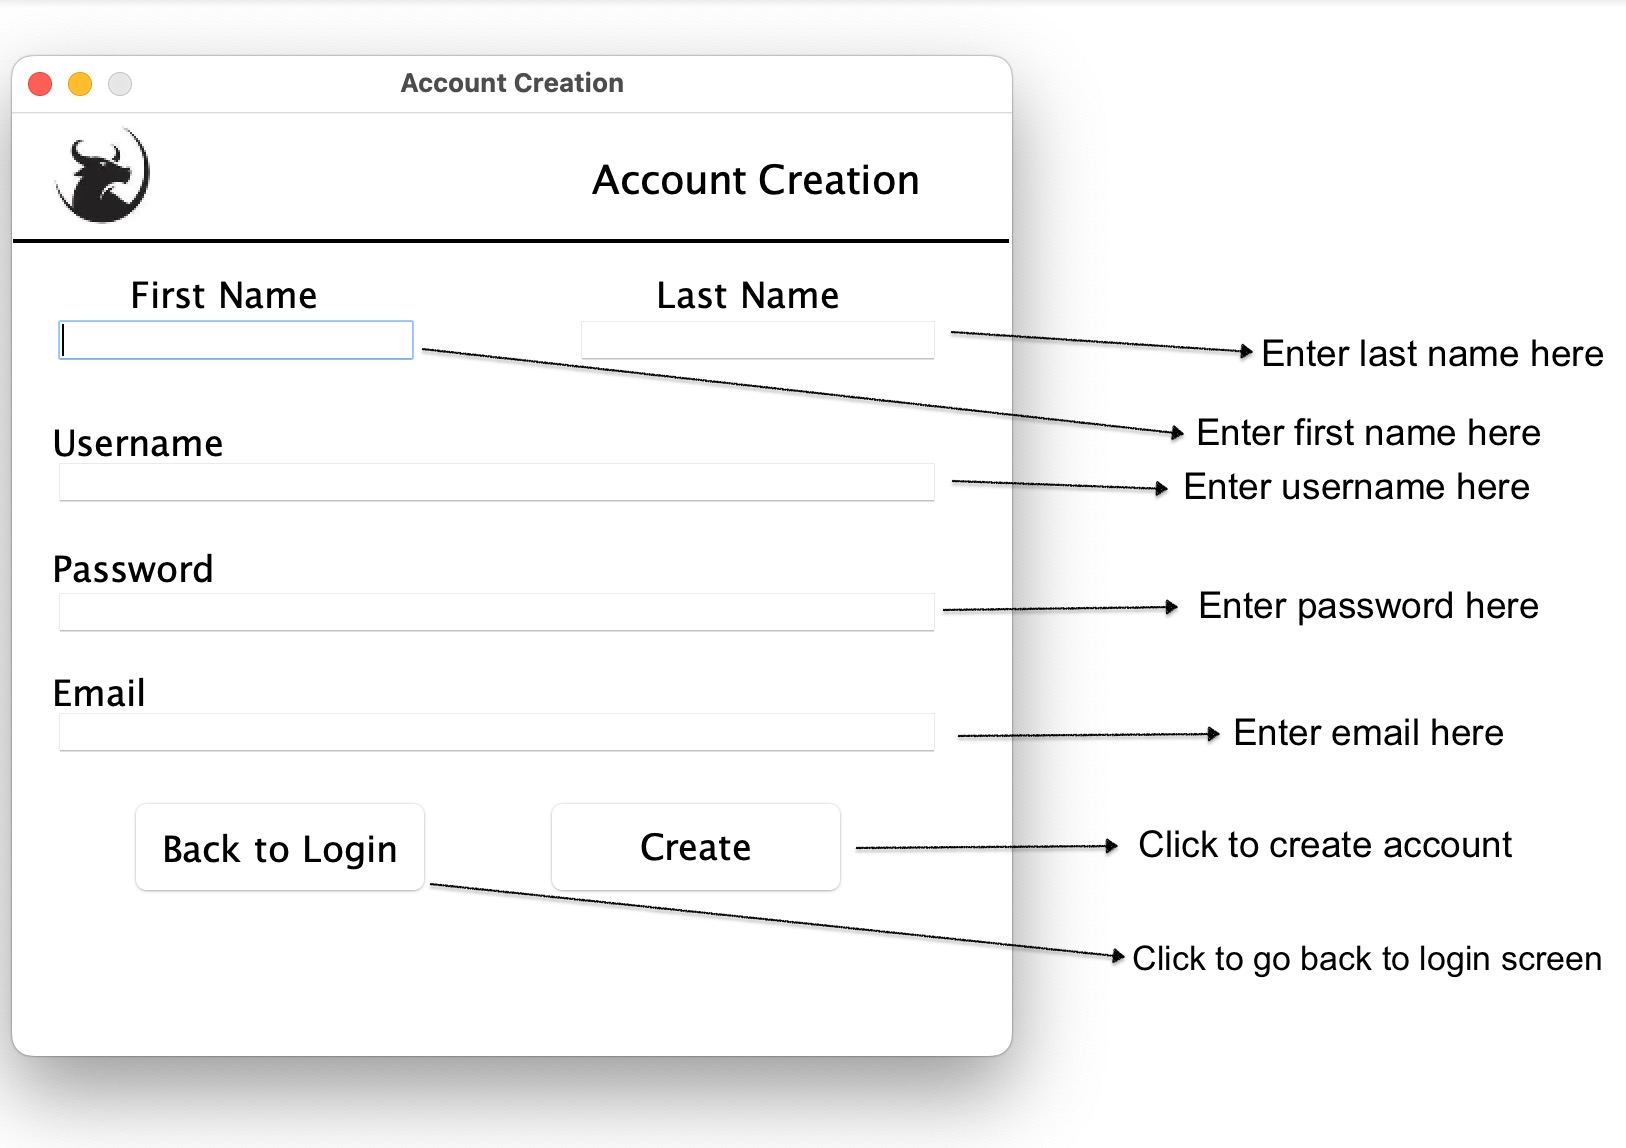 Account Creation
Account Creation
First Name
Last Name
Enter last name here
Enter first name here
Username
Enter username here
Password
Enter password here
Email
Enter email here
Back to Login
Create
Click to create account
Click to go back to login screen